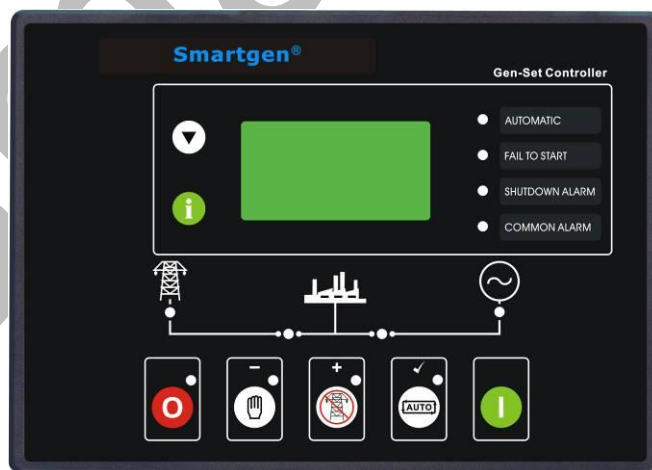 Smartgen®
Gen-Set Controller
AUTOMATIC
FAIL TO START
SHUTDOWN ALARM
COMMON ALARM
i
− + ✓
O AUTO I